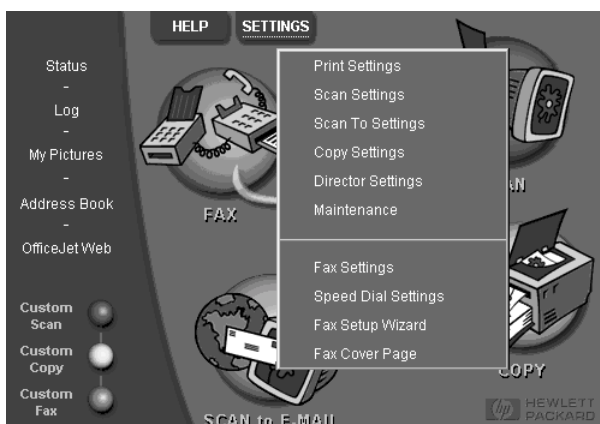 HELP
SETTINGS
Status
-
Log
-
My Pictures
-
Address Book
-
OfficeJet Web
Custom
Scan
Custom
Copy
Custom
Fax
Print Settings
Scan Settings
Scan To Settings
Copy Settings
Director Settings
Maintenance
Fax Settings
Speed Dial Settings
Fax Setup Wizard
Fax Cover Page
FAX
AN
COPY
SCAN to E-MAIL
hp HEWLETT
PACKARD